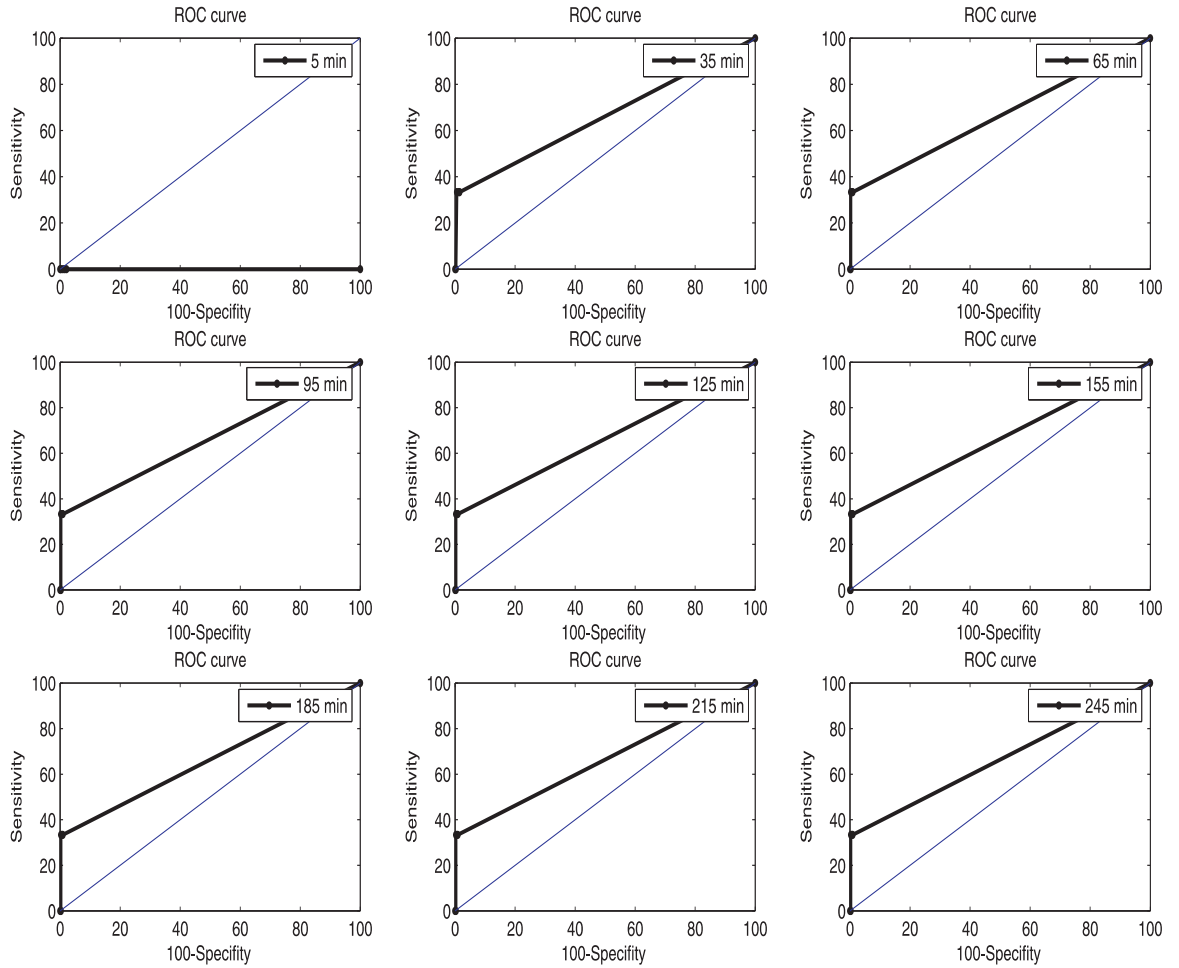 ROC curve ROC curve ROC curve
100 100 100
5 min 35 min 65 min
80 80 80
60 60 60
Sensitivity Sensitivity Sensitivity
40 40 40
20 20 20
0 0 0
0 20 40 60 80 100 0 20 40 60 80 100 0 20 40 60 80 100
100-Specifity 100-Specifity 100-Specifity
ROC curve ROC curve ROC curve
100 100 100
95 min 125 min 155 min
80 80 80
60 60 60
Sensitivity Sensitivity Sensitivity
40 40 40
20 20 20
0 0 0
0 20 40 60 80 100 0 20 40 60 80 100 0 20 40 60 80 100
100-Specifity 100-Specifity 100-Specifity
ROC curve ROC curve ROC curve
100 100 100
185 min 215 min 245 min
80 80 80
60 60 60
Sensitivity Sensitivity Sensitivity
40 40 40
20 20 20
0 0 0
0 20 40 60 80 100 0 20 40 60 80 100 0 20 40 60 80 100
100-Specifity 100-Specifity 100-Specifity